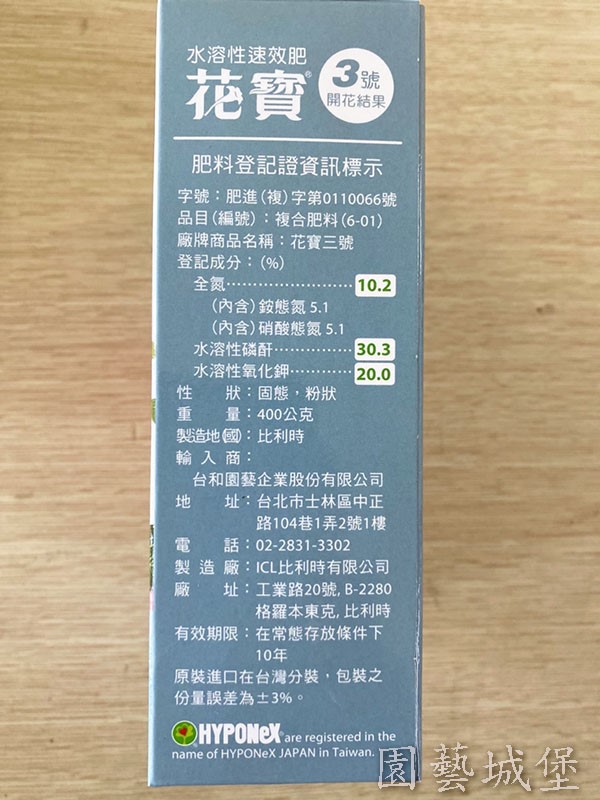 水溶性速效肥
花寶®
3號
開花結果
肥料登記證資訊標示
字號：肥進(複)字第0110066號
品目(編號)：複合肥料(6-01)
廠牌商品名稱：花寶三號
登記成分：(%)
全氮........................ 10.2
(內含)銨態氮 5.1
(內含)硝酸態氮 5.1
水溶性磷酐............... 30.3
水溶性氧化鉀............ 20.0
性狀：固態，粉狀
重量：400公克
製造地(國)：比利時
輸入商：
台和園藝企業股份有限公司
地址：台北市士林區中正
路104巷1弄2號1樓
電話：02-2831-3302
製造廠：ICL比利時有限公司
廠址：工業路20號, B-2280
格羅本東克, 比利時
有效期限：在常態存放條件下
10年
原裝進口在台灣分裝，包裝之
份量誤差為±3%。
HYPONeX are registered in the
name of HYPONeX JAPAN in Taiwan.
園藝城堡